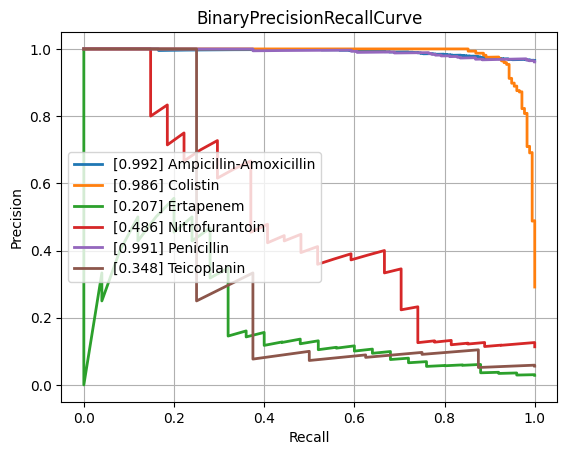 BinaryPrecisionRecallCurve
1.0
0.8
0.6
0.4
0.2
0.0
Precision
[0.992] Ampicillin-Amoxicillin
[0.986] Colistin
[0.207] Ertapenem
[0.486] Nitrofurantoin
[0.991] Penicillin
[0.348] Teicoplanin
0.0 0.2 0.4 0.6 0.8 1.0
Recall